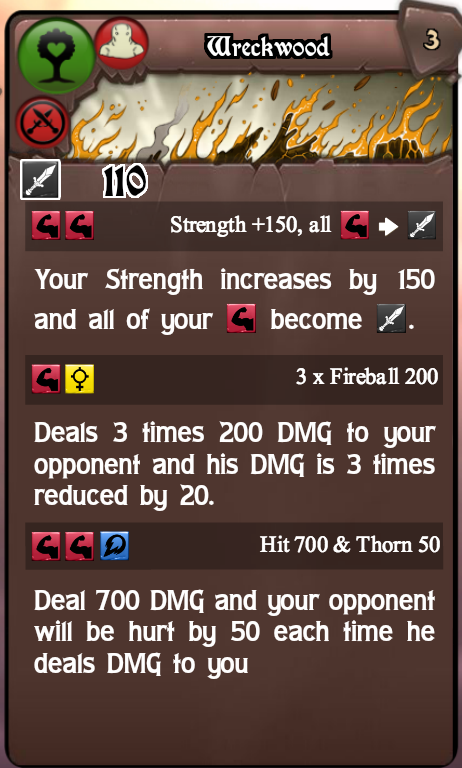 Wreckwood
3
110
Strength +150, all
Your Strength increases by 150
and all of your become .
3 x Fireball 200
Deals 3 times 200 DMG to your
opponent and his DMG is 3 times
reduced by 20.
Hit 700 & Thorn 50
Deal 700 DMG and your opponent
will be hurt by 50 each time he
deals DMG to you